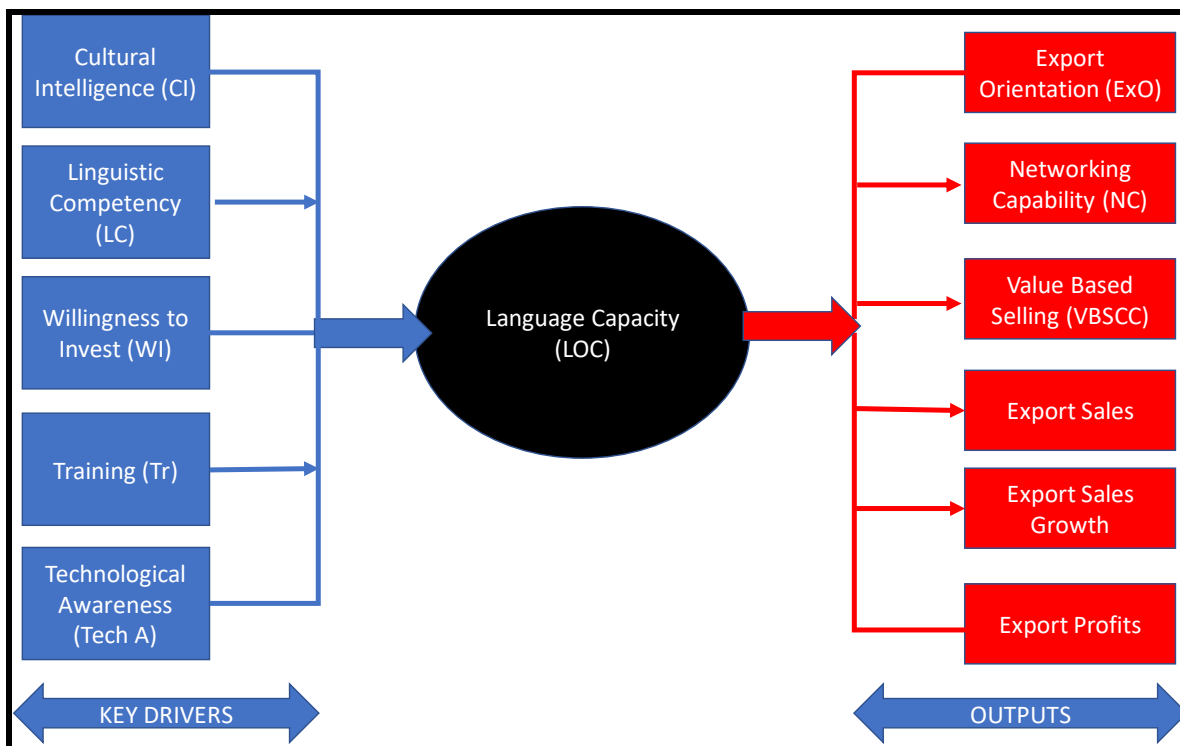 Cultural
Intelligence (CI)
Linguistic
Competency
(LC)
Willingness to
Invest (WI)
Training (Tr)
Technological
Awareness
(Tech A)
KEY DRIVERS
Language Capacity
(LOC)
Export
Orientation (ExO)
Networking
Capability (NC)
Value Based
Selling (VBSCC)
Export Sales
Export Sales
Growth
Export Profits
OUTPUTS